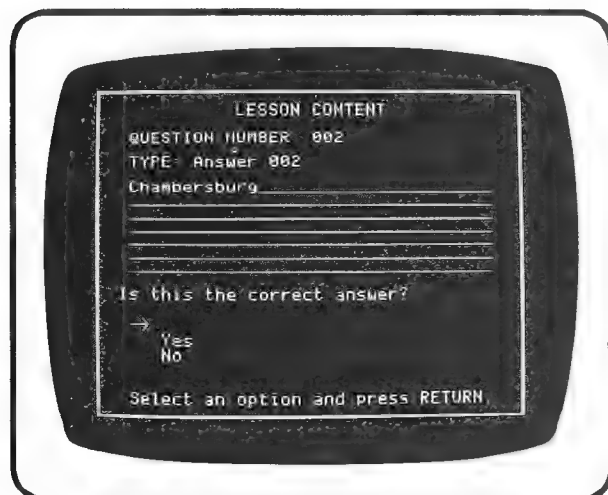 LESSON CONTENT
QUESTION NUMBER 002
TYPE: Answer 002
Chambersburg
Is this the correct answer?
Yes
No
Select an option and press RETURN.